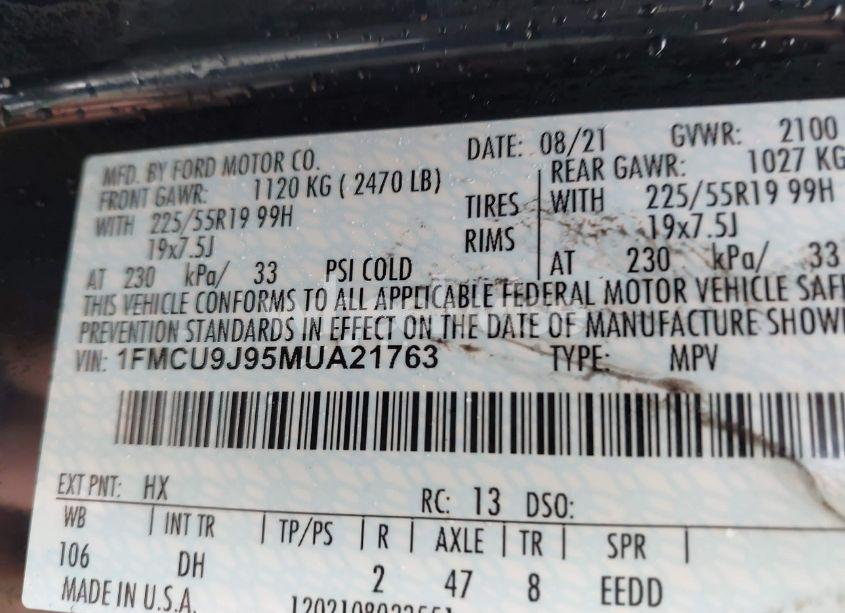 MFD. BY FORD MOTOR CO.
DATE: 08/21 GVWR: 2100
FRONT GAWR: 1120 KG ( 2470 LB)
REAR GAWR: 1027 KG
WITH 225/55R19 99H TIRES WITH 225/55R19 99H
19x7.5J RIMS 19x7.5J
AT 230 kPa/ 33 PSI COLD AT 230 kPa/ 33
THIS VEHICLE CONFORMS TO ALL APPLICABLE FEDERAL MOTOR VEHICLE
PREVENTION STANDARDS IN EFFECT ON THE DATE OF MANUFACTURE
VIN: 1FMCU9J95MUA21763 TYPE: MPV
EXT PNT: HX RC: 13 DSO:
WB INT TR TP/PS R AXLE TR SPR
106 DH 2 47 8 EEDD
MADE IN U.S.A.